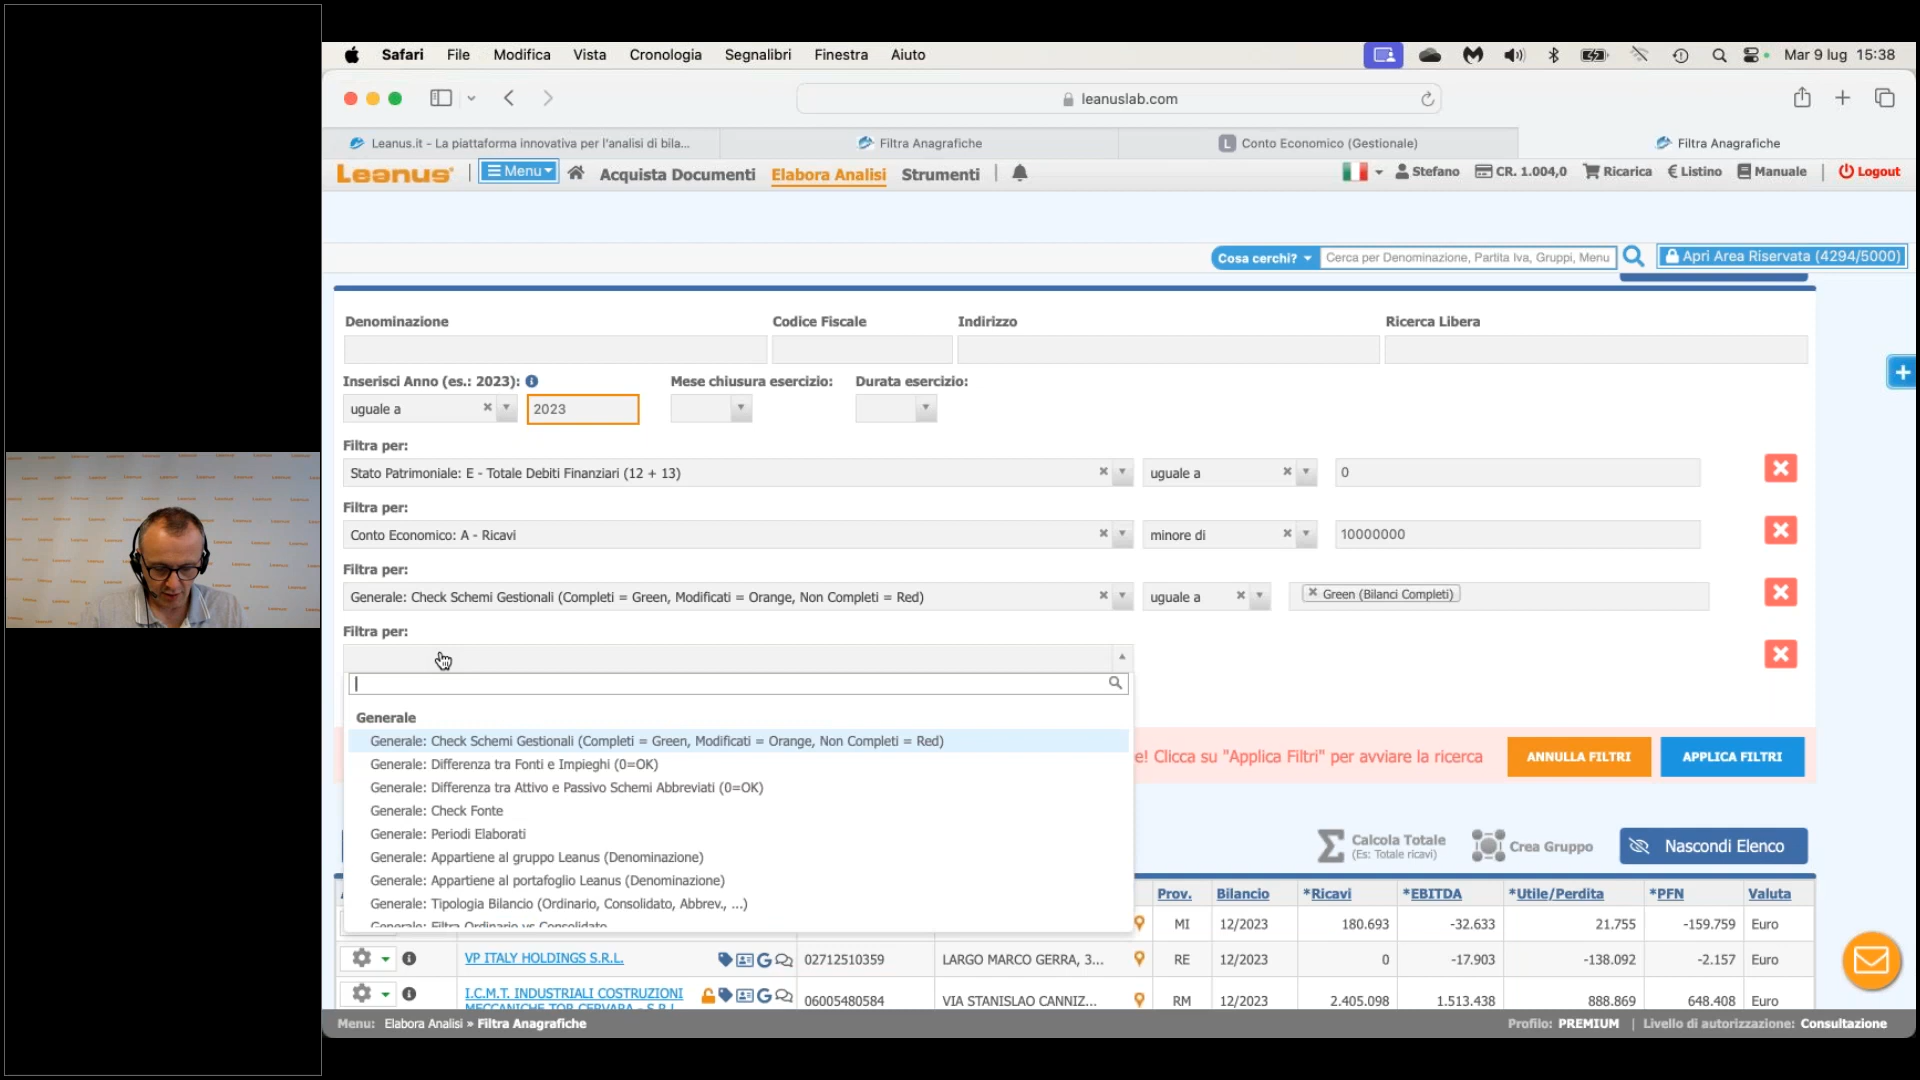 Safari File Modifica Vista Cronologia Segnalibri Finestra Aiuto Mar 9 lug 15:38
leanuslab.com
Leanus.it - La piattaforma innovativa per l'analisi di bila... Filtra Anagrafiche L Conto Economico (Gestionale) Filtra Anagrafiche
Leanus Menu Acquista Documenti Elabora Analisi Strumenti Stefano CR. 1.004,0 Ricarica € Listino Manuale Logout
Cosa cerchi? Cerca per Denominazione, Partita Iva, Gruppi, Menu Apri Area Riservata (4294/5000)
Denominazione Codice Fiscale Indirizzo Ricerca Libera
Inserisci Anno (es.: 2023): Mese chiusura esercizio: Durata esercizio:
uguale a 2023
Filtra per:
Stato Patrimoniale: E - Totale Debiti Finanziari (12 + 13) uguale a 0
Filtra per:
Conto Economico: A - Ricavi minore di 10000000
Filtra per:
Generale: Check Schemi Gestionali (Completi = Green, Modificati = Orange, Non Completi = Red) uguale a Green (Bilanci Completi)
Filtra per:
Generale
Generale: Check Schemi Gestionali (Completi = Green, Modificati = Orange, Non Completi = Red)
Generale: Differenza tra Fonti e Impieghi (0=OK)
e! Clicca su "Applica Filtri" per avviare la ricerca ANNULLA FILTRI APPLICA FILTRI
Generale: Differenza tra Attivo e Passivo Schemi Abbreviati (0=OK)
Generale: Check Fonte
Generale: Periodi Elaborati
Generale: Appartiene al gruppo Leanus (Denominazione)
Generale: Appartiene al portafoglio Leanus (Denominazione)
Generale: Tipologia Bilancio (Ordinario, Consolidato, Abbrev., ...)
Generale: Filtra Ordinario vs Consolidato
Calcola Totale
(Es: Totale ricavi)
Crea Gruppo Nascondi Elenco
Prov. Bilancio *Ricavi *EBITDA *Utile/Perdita *PFN Valuta
MI 12/2023 180.693 -32.633 21.755 -159.759 Euro
VP ITALY HOLDINGS S.R.L. 02712510359 LARGO MARCO GERRA, 3... RE 12/2023 0 -17.903 -138.092 -2.157 Euro
I.C.M.T. INDUSTRIALI COSTRUZIONI
MECCANICHE TOR CERVARA - S.R.L. 06005480584 VIA STANISLAO CANNIZ... RM 12/2023 2.405.098 1.513.438 888.869 648.408 Euro
Menu: Elabora Analisi » Filtra Anagrafiche Profilo: PREMIUM | Livello di autorizzazione: Consultazione